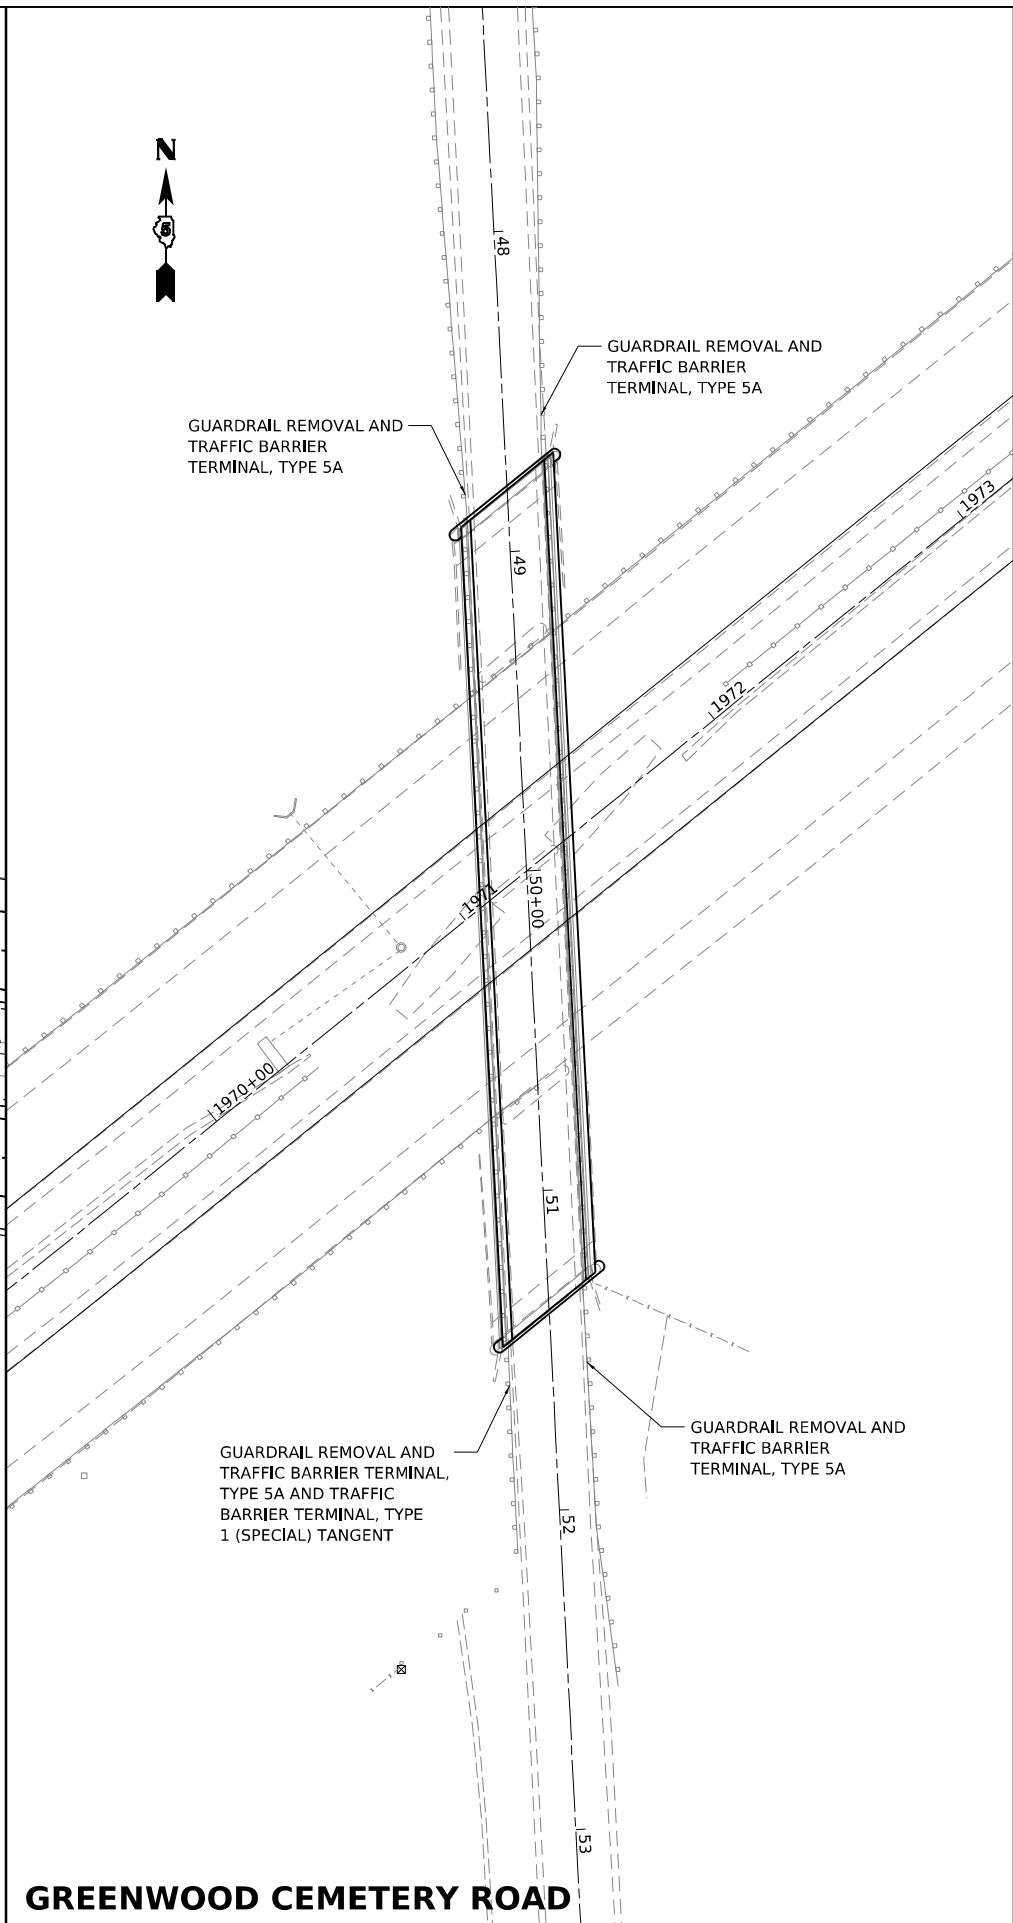 N
5
48
GUARDRAIL REMOVAL AND
TRAFFIC BARRIER
TERMINAL, TYPE 5A
GUARDRAIL REMOVAL AND
TRAFFIC BARRIER
TERMINAL, TYPE 5A
1973
49
1972
1971
50+00
1970+00
51
GUARDRAIL REMOVAL AND
TRAFFIC BARRIER
TERMINAL, TYPE 5A
GUARDRAIL REMOVAL AND
TRAFFIC BARRIER TERMINAL,
TYPE 5A AND TRAFFIC
BARRIER TERMINAL, TYPE
1 (SPECIAL) TANGENT
52
53
GREENWOOD CEMETERY ROAD